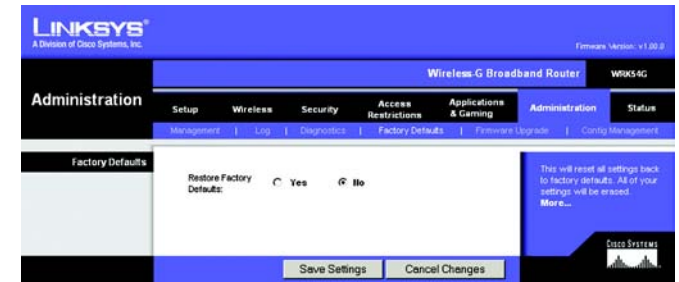 LINKSYS®
A Division of Cisco Systems, Inc.
Firmware Version: v1.00.0
Wireless-G Broadband Router WRK54G
Administration
Setup Wireless Security Access Restrictions Applications & Gaming Administration Status
Management | Log | Diagnostics | Factory Defaults | Firmware Upgrade | Config Management
Factory Defaults
Restore Factory Defaults: Yes No
This will reset all settings back
to factory defaults. All of your
settings will be erased.
More...
CISCO SYSTEMS
Save Settings Cancel Changes